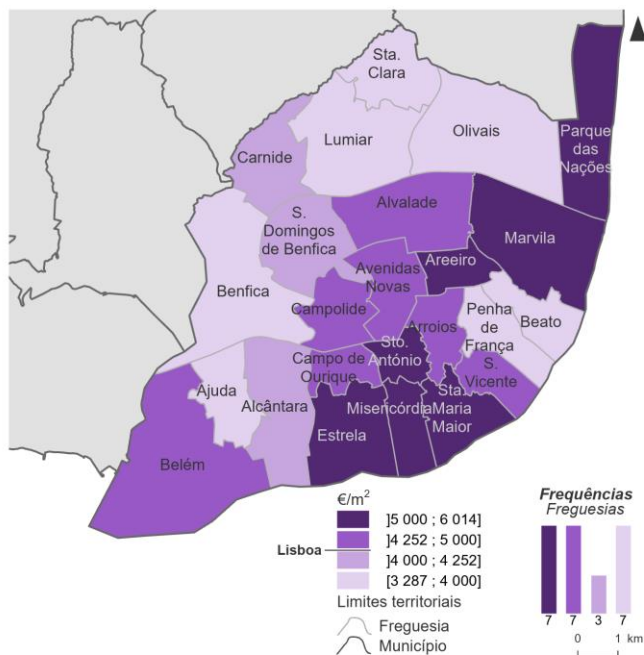 Sta.
Clara
Lumiar
Olivais
Parque
das
Nações
Carnide
Alvalade
S.
Domingos
de Benfica
Marvila
Areeiro
Avenidas
Novas
Benfica
Campolide
Arroios
Penha
de
França
Beato
Sto.
António
Campo de
Ourique
S.
Vicente
Ajuda
Alcântara
Sta.
Maria
Maior
Misericórdia
Estrela
Belém
€/m²
]5 000 ; 6 014]
]4 252 ; 5 000]
Lisboa
]4 000 ; 4 252]
[3 287 ; 4 000]
Limites territoriais
Freguesia
Município
Frequências
Freguesias
7 7 3 7
0 1 km